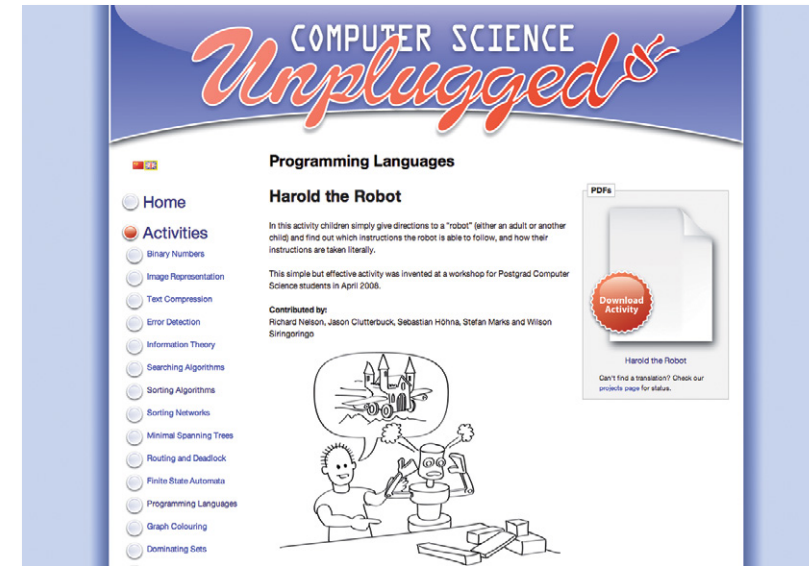 COMPUTER SCIENCE
Unplugged
Home
Activities
Binary Numbers
Image Representation
Text Compression
Error Detection
Information Theory
Searching Algorithms
Sorting Algorithms
Sorting Networks
Minimal Spanning Trees
Routing and Deadlock
Finite State Automata
Programming Languages
Graph Colouring
Dominating Sets
Programming Languages
Harold the Robot
In this activity children simply give directions to a "robot" (either an adult or another
child) and find out which instructions the robot is able to follow, and how their
instructions are taken literally.
This simple but effective activity was invented at a workshop for Postgrad Computer
Science students in April 2008.
Contributed by:
Richard Nelson, Jason Clutterbuck, Sebastian Höhna, Stefan Marks and Wilson
Siringoringo
PDFs
Download
Activity
Harold the Robot
Can't find a translation? Check our
projects page for status.